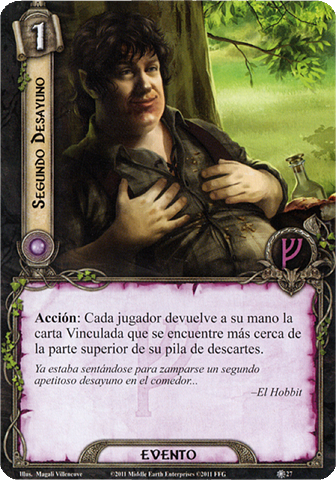 1
SEGUNDO DESAYUNO
Acción: Cada jugador devuelve a su mano la
carta Vinculada que se encuentre más cerca de
la parte superior de su pila de descartes.
Ya estaba sentándose para zamparse un segundo
apetitoso desayuno en el comedor...
–El Hobbit
EVENTO
Illus. Magali Villeneuve
©2011 Middle Earth Enterprises ©2011 FFG
27